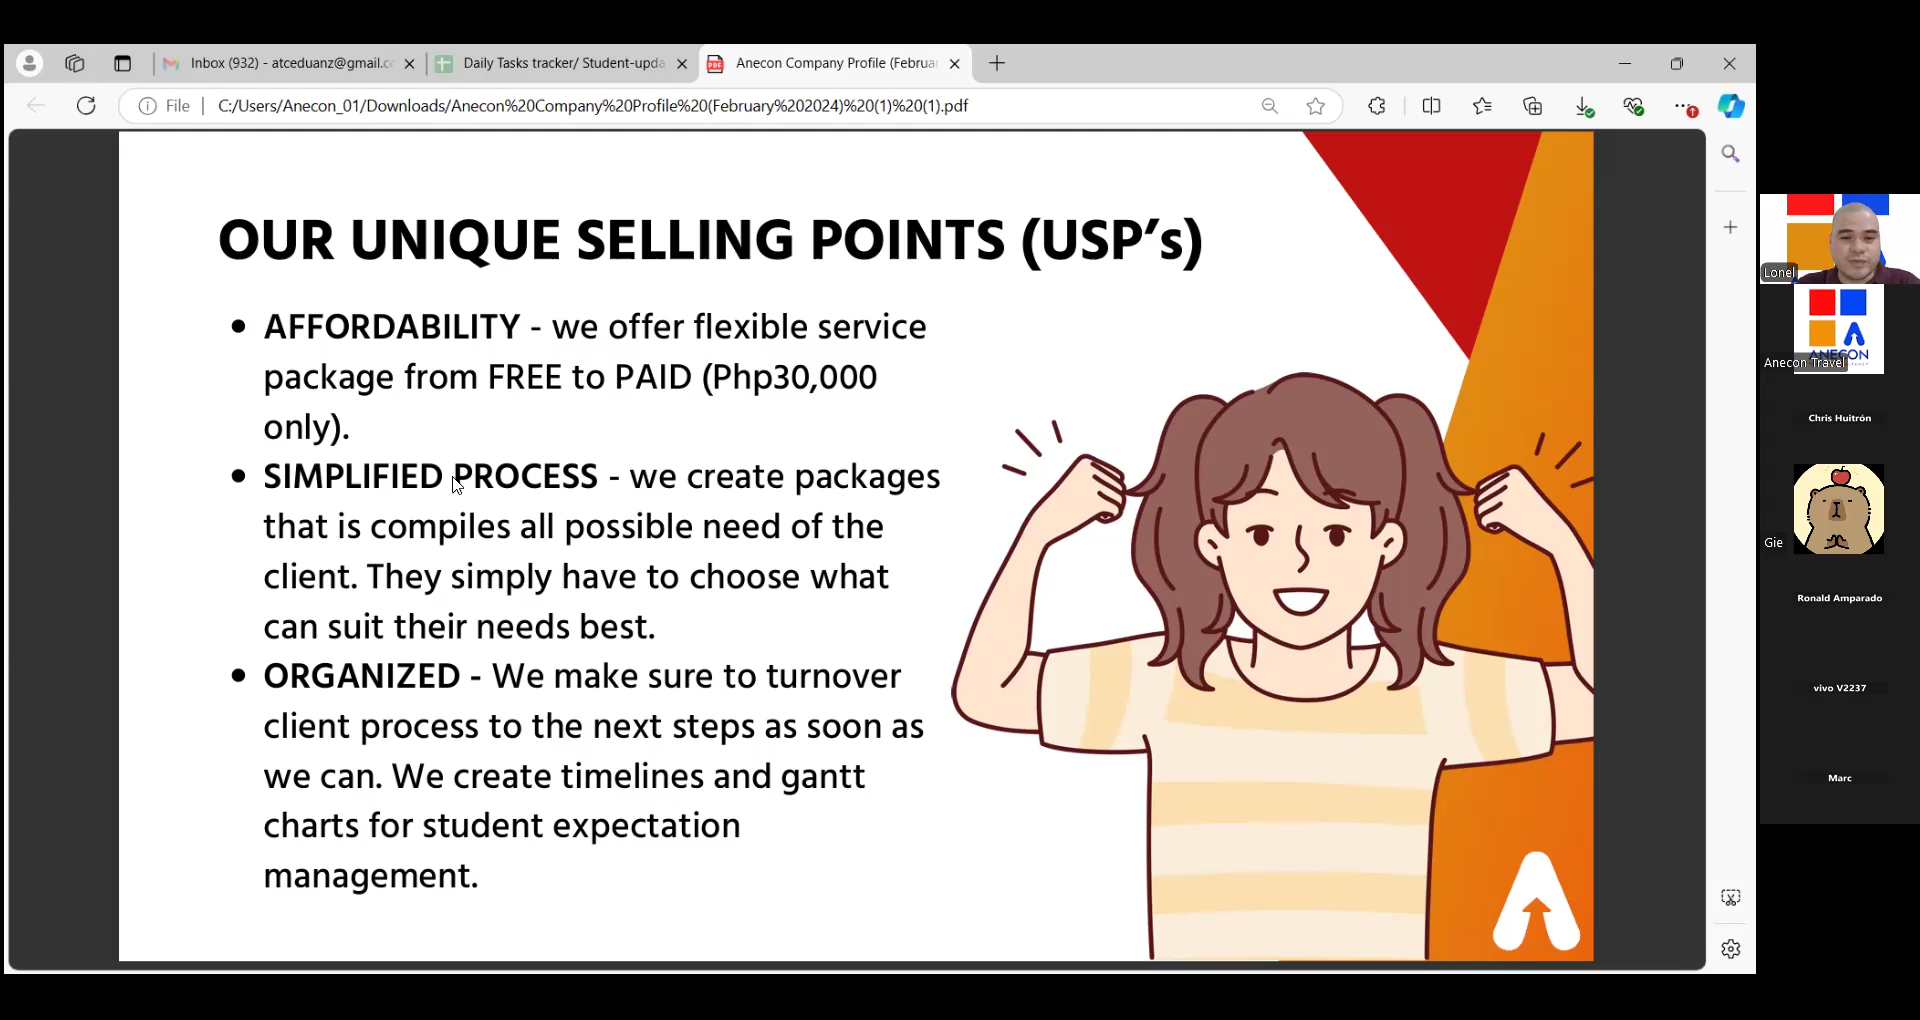 Inbox (932) - atceduanz@gmail.c
Daily Tasks tracker/ Student-upda
Anecon Company Profile (Februa
File
C:/Users/Anecon_01/Downloads/Anecon%20Company%20Profile%20(February%202024)%20(1)%20(1).pdf
OUR UNIQUE SELLING POINTS (USP’s)
• AFFORDABILITY - we offer flexible service
package from FREE to PAID (Php30,000
only).
• SIMPLIFIED PROCESS - we create packages
that is compiles all possible need of the
client. They simply have to choose what
can suit their needs best.
• ORGANIZED - We make sure to turnover
client process to the next steps as soon as
we can. We create timelines and gantt
charts for student expectation
management.
Lonel
ANECON
Anecon Travel
Chris Huitrón
Gie
Ronald Amparado
vivo V2237
Marc